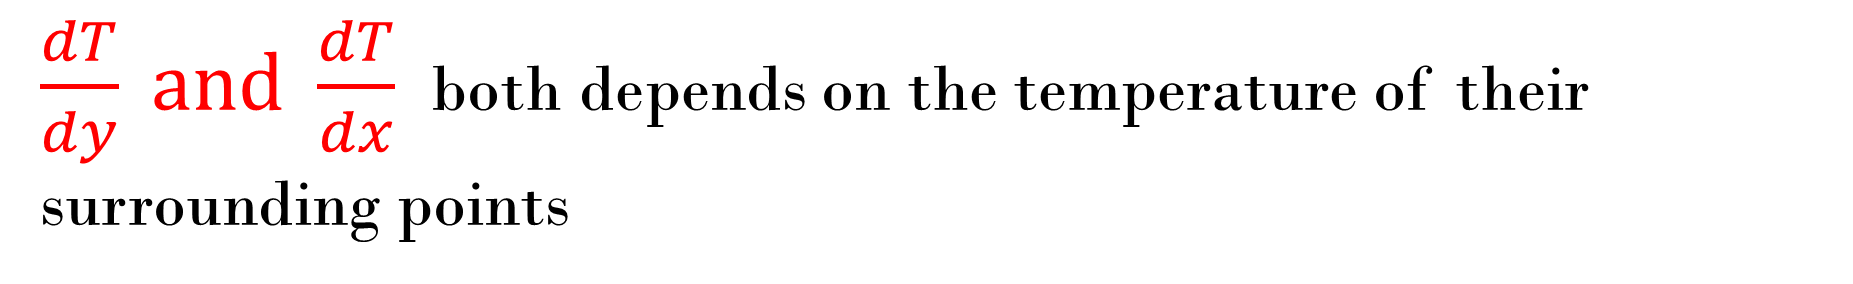 dT/dy and dT/dx both depends on the temperature of their
surrounding points